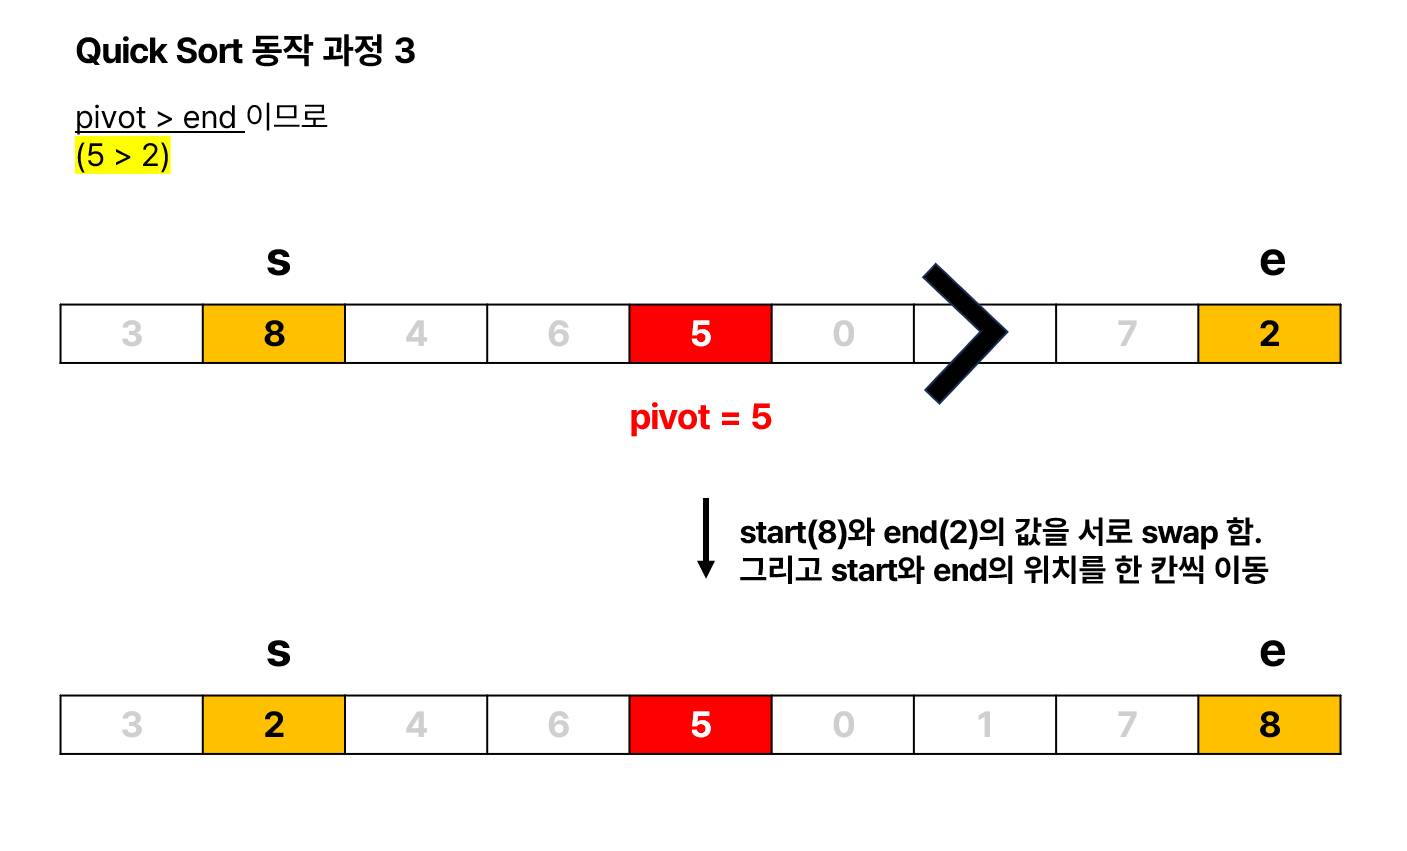 Quick Sort 동작 과정 3
pivot > end 이므로
(5 > 2)
s e
3 8 4 6 5 0 7 2
pivot = 5
start(8)와 end(2)의 값을 서로 swap 함.
그리고 start와 end의 위치를 한 칸씩 이동
s e
3 2 4 6 5 0 1 7 8